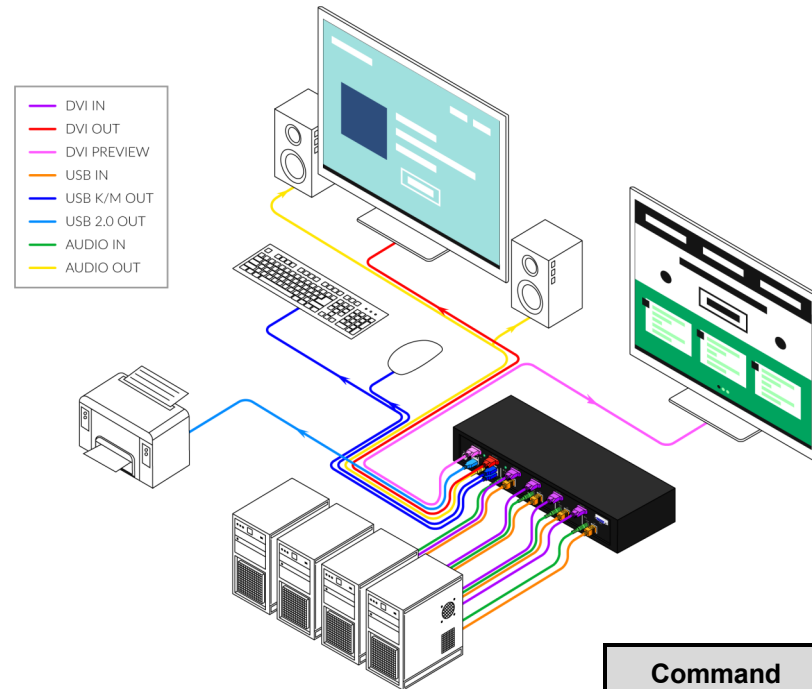 DVI IN
DVI OUT
DVI PREVIEW
USB IN
USB K/M OUT
USB 2.0 OUT
AUDIO IN
AUDIO OUT
Command